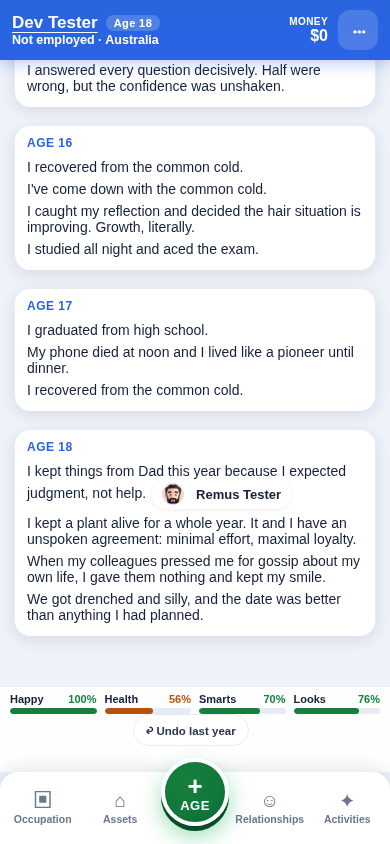 Dev Tester Age 18
Not employed · Australia
MONEY
$0
I answered every question decisively. Half were
wrong, but the confidence was unshaken.
AGE 16
I recovered from the common cold.
I've come down with the common cold.
I caught my reflection and decided the hair situation is
improving. Growth, literally.
I studied all night and aced the exam.
AGE 17
I graduated from high school.
My phone died at noon and I lived like a pioneer until
dinner.
I recovered from the common cold.
AGE 18
I kept things from Dad this year because I expected
judgment, not help. Remus Tester
I kept a plant alive for a whole year. It and I have an
unspoken agreement: minimal effort, maximal loyalty.
When my colleagues pressed me for gossip about my
own life, I gave them nothing and kept my smile.
We got drenched and silly, and the date was better
than anything I had planned.
Happy 100% Health 56% Smarts 70% Looks 76%
Undo last year
+
AGE
Occupation Assets Relationships Activities